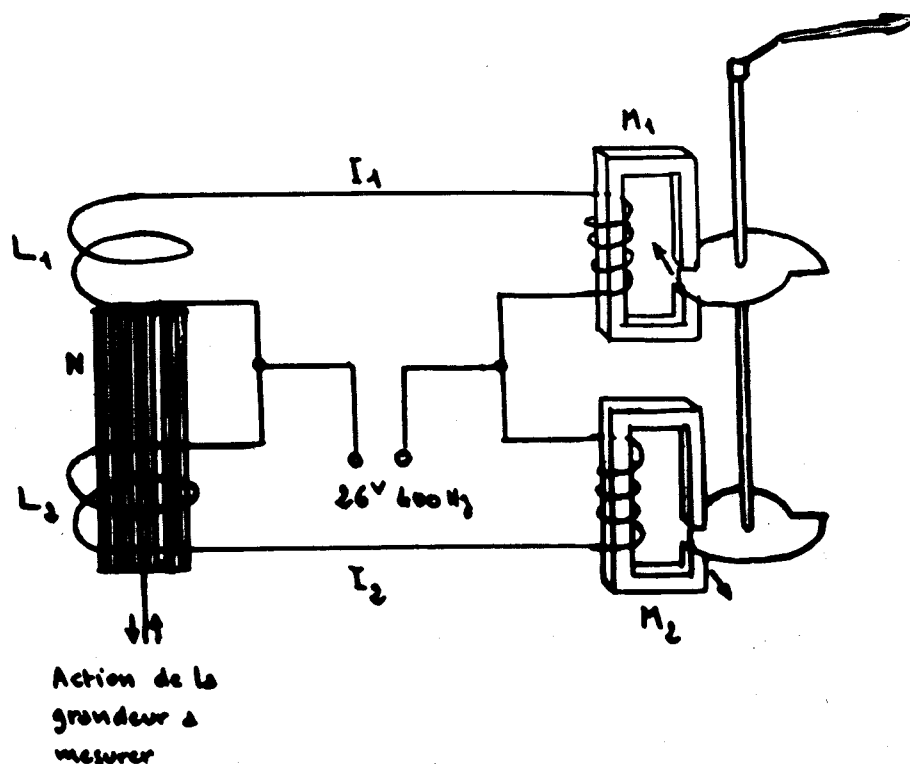 M1
I1
L1
N
L2
26V 400Hz
I2
M2
Action de la
grandeur a
mesurer